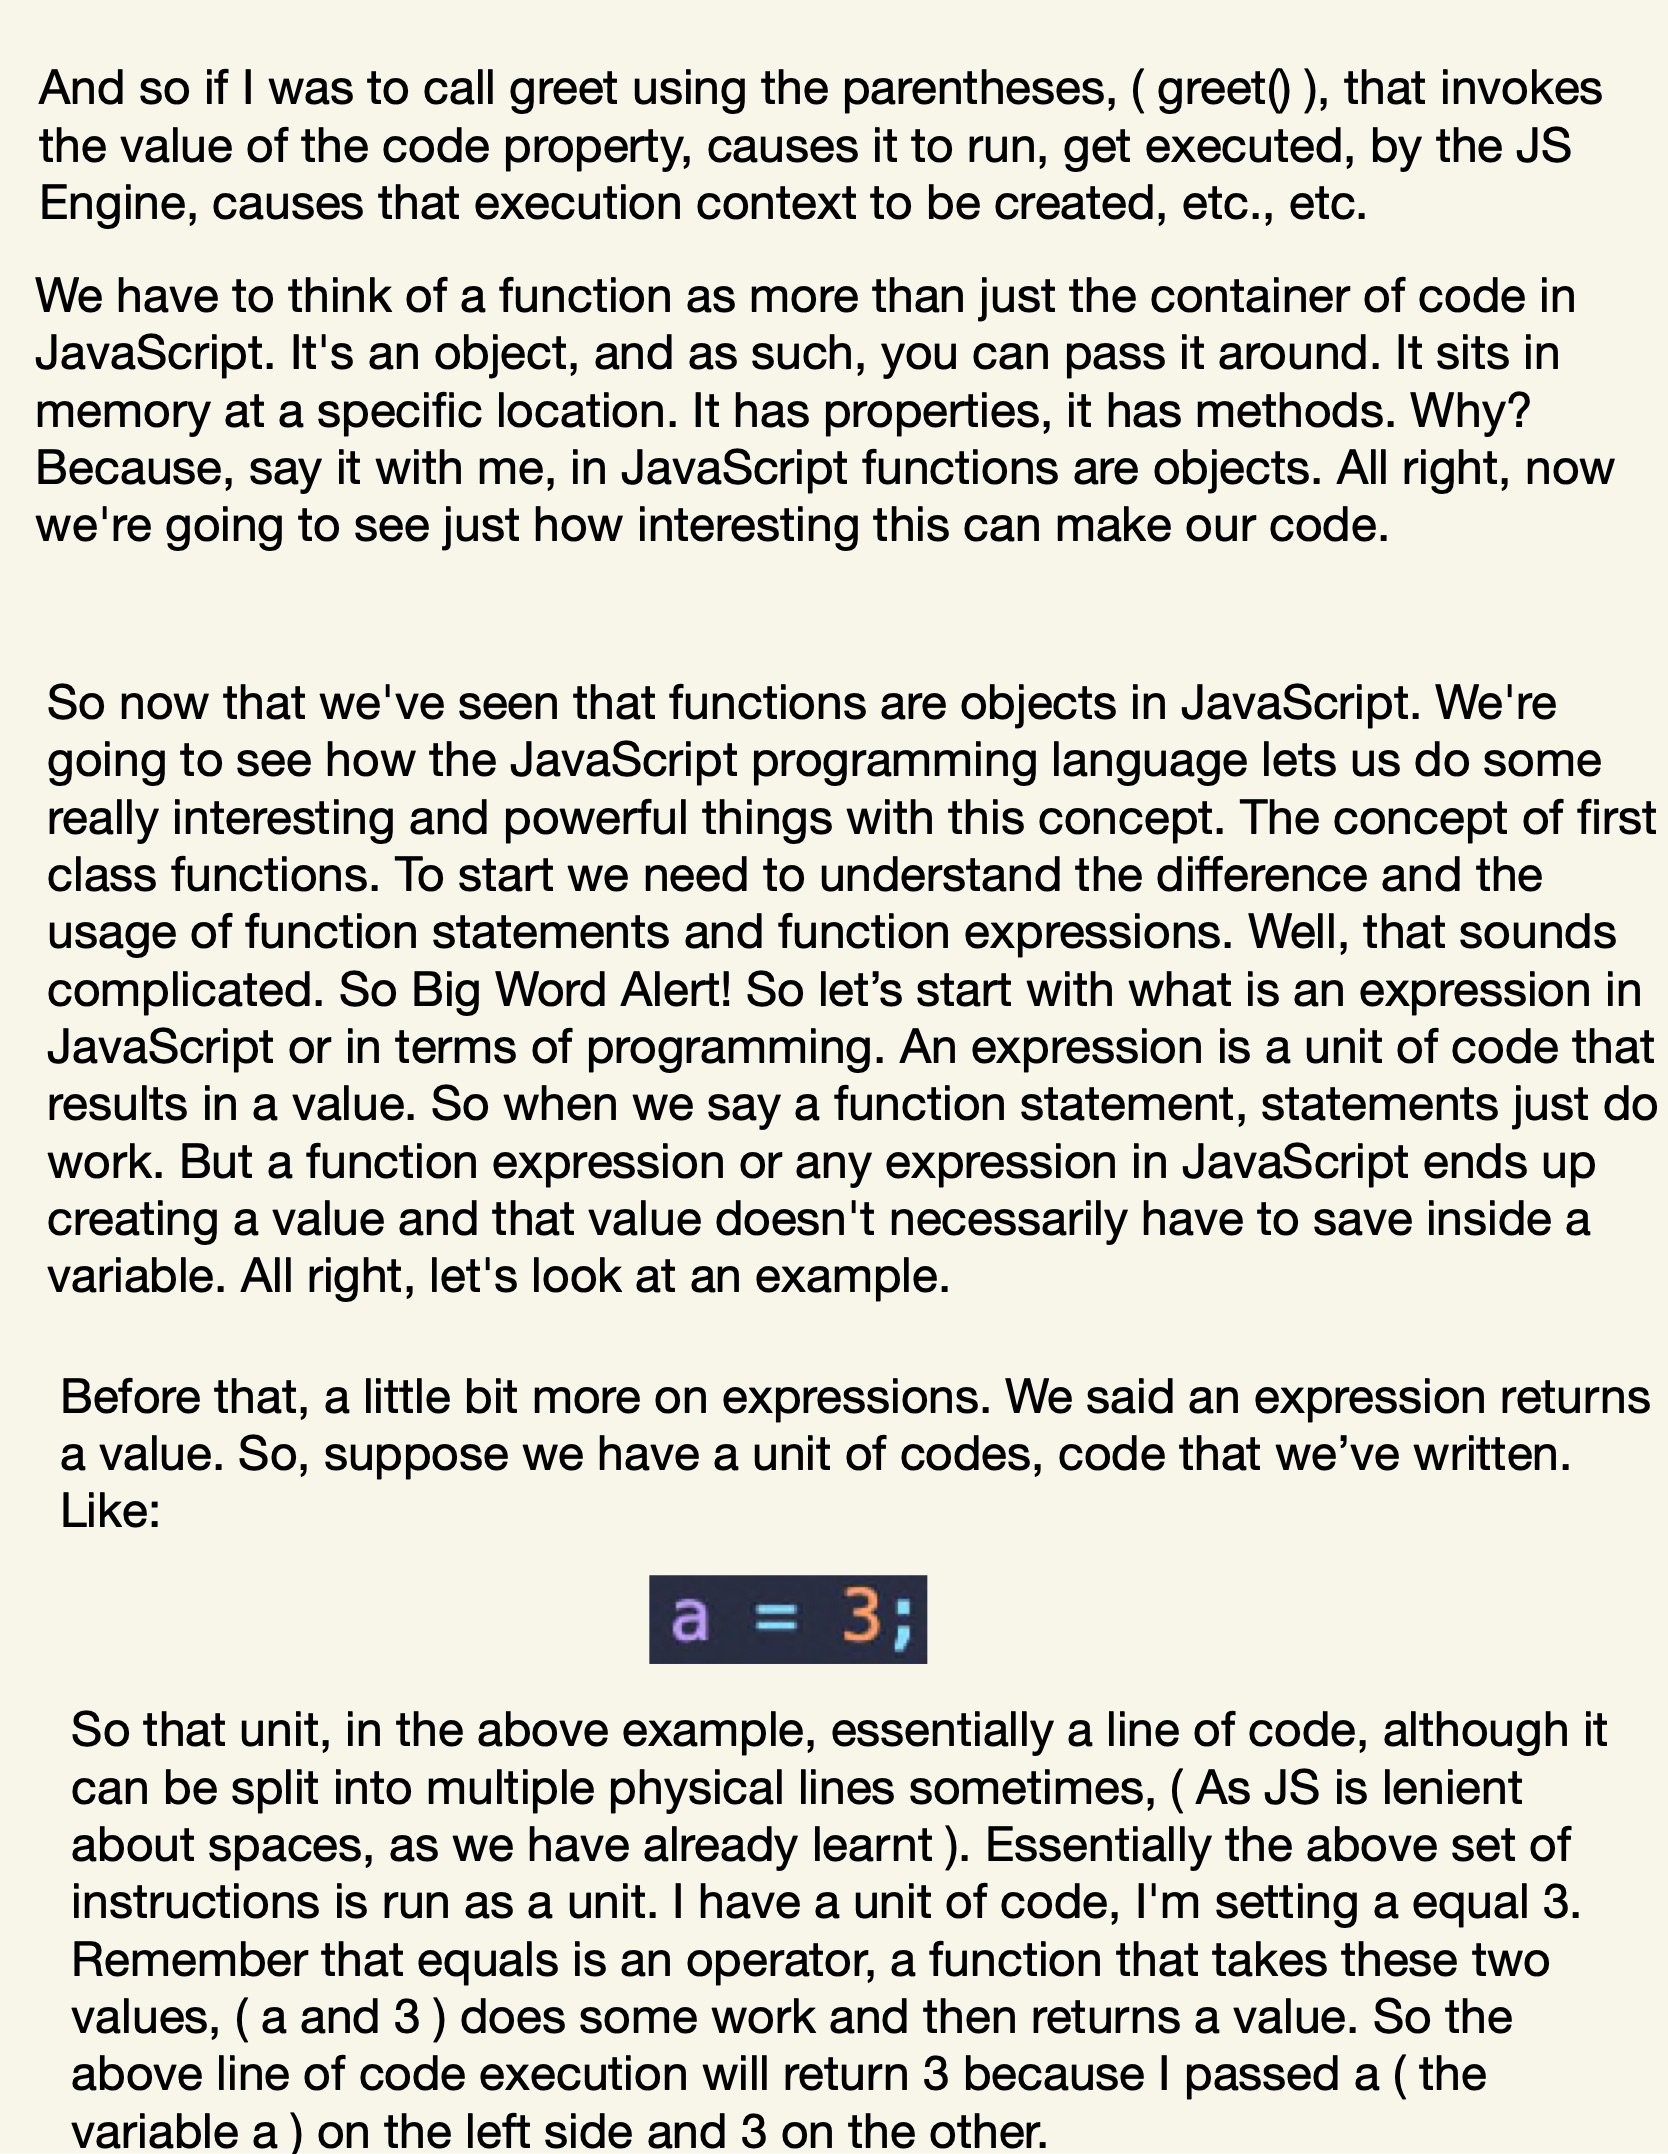 And so if I was to call greet using the parentheses, ( greet() ), that invokes
the value of the code property, causes it to run, get executed, by the JS
Engine, causes that execution context to be created, etc., etc.
We have to think of a function as more than just the container of code in
JavaScript. It's an object, and as such, you can pass it around. It sits in
memory at a specific location. It has properties, it has methods. Why?
Because, say it with me, in JavaScript functions are objects. All right, now
we're going to see just how interesting this can make our code.
So now that we've seen that functions are objects in JavaScript. We're
going to see how the JavaScript programming language lets us do some
really interesting and powerful things with this concept. The concept of first
class functions. To start we need to understand the difference and the
usage of function statements and function expressions. Well, that sounds
complicated. So Big Word Alert! So let’s start with what is an expression in
JavaScript or in terms of programming. An expression is a unit of code that
results in a value. So when we say a function statement, statements just do
work. But a function expression or any expression in JavaScript ends up
creating a value and that value doesn't necessarily have to save inside a
variable. All right, let's look at an example.
Before that, a little bit more on expressions. We said an expression returns
a value. So, suppose we have a unit of codes, code that we’ve written.
Like:
a = 3;
So that unit, in the above example, essentially a line of code, although it
can be split into multiple physical lines sometimes, ( As JS is lenient
about spaces, as we have already learnt ). Essentially the above set of
instructions is run as a unit. I have a unit of code, I'm setting a equal 3.
Remember that equals is an operator, a function that takes these two
values, ( a and 3 ) does some work and then returns a value. So the
above line of code execution will return 3 because I passed a ( the
variable a ) on the left side and 3 on the other.